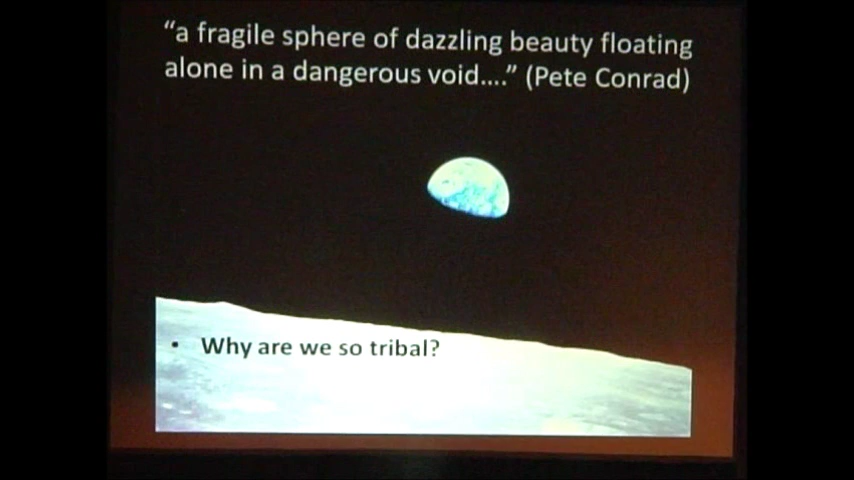 “a fragile sphere of dazzling beauty floating
alone in a dangerous void....” (Pete Conrad)
• Why are we so tribal?